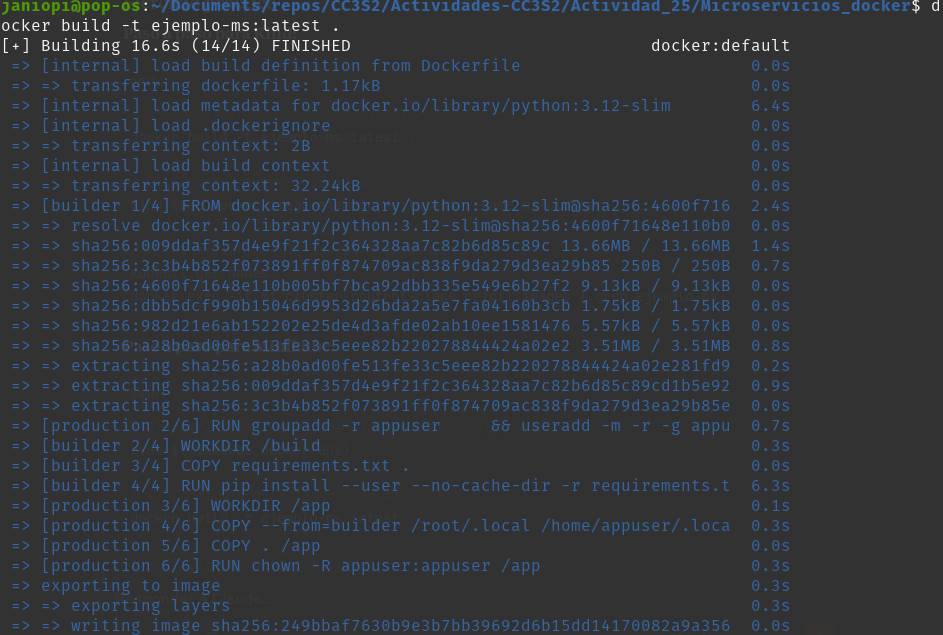 janiopi@pop-os:~/Documents/repos/CC3S2/Actividades-CC3S2/Actividad_25/Microservicios_docker$ d
ocker build -t ejemplo-ms:latest .
[+] Building 16.6s (14/14) FINISHED docker:default
=> [internal] load build definition from Dockerfile 0.0s
=> => transferring dockerfile: 1.17kB 0.0s
=> [internal] load metadata for docker.io/library/python:3.12-slim 6.4s
=> [internal] load .dockerignore 0.0s
=> => transferring context: 2B 0.0s
=> [internal] load build context 0.0s
=> => transferring context: 32.24kB 0.0s
=> [builder 1/4] FROM docker.io/library/python:3.12-slim@sha256:4600f716 2.4s
=> => resolve docker.io/library/python:3.12-slim@sha256:4600f71648e110b0 0.0s
=> => sha256:009ddaf357d4e9f21f2c364328aa7c82b6d85c89c 13.66MB / 13.66MB 1.4s
=> => sha256:3c3b4b852f073891ff0f874709ac838f9da279d3ea29b85 250B / 250B 0.7s
=> => sha256:4600f71648e110b005bf7bca92dbb335e549e6b27f2 9.13kB / 9.13kB 0.0s
=> => sha256:dbb5dcf990b15046d9953d26bda2a5e7fa04160b3cb 1.75kB / 1.75kB 0.0s
=> => sha256:982d21e6ab152202e25de4d3afde02ab10ee1581476 5.57kB / 5.57kB 0.0s
=> => sha256:a28b0ad00fe513fe33c5eee82b220278844424a02e2 3.51MB / 3.51MB 0.8s
=> => extracting sha256:a28b0ad00fe513fe33c5eee82b220278844424a02e281fd9 0.2s
=> => extracting sha256:009ddaf357d4e9f21f2c364328aa7c82b6d85c89cd1b5e92 0.9s
=> => extracting sha256:3c3b4b852f073891ff0f874709ac838f9da279d3ea29b85e 0.0s
=> [production 2/6] RUN groupadd -r appuser && useradd -m -r -g appu 0.7s
=> [builder 2/4] WORKDIR /build 0.3s
=> [builder 3/4] COPY requirements.txt . 0.0s
=> [builder 4/4] RUN pip install --user --no-cache-dir -r requirements.t 6.3s
=> [production 3/6] WORKDIR /app 0.1s
=> [production 4/6] COPY --from=builder /root/.local /home/appuser/.loca 0.3s
=> [production 5/6] COPY . /app 0.0s
=> [production 6/6] RUN chown -R appuser:appuser /app 0.3s
=> exporting to image 0.3s
=> => exporting layers 0.3s
=> => writing image sha256:249bbaf7630b9e3b7bb39692d6b15dd14170082a9a356 0.0s